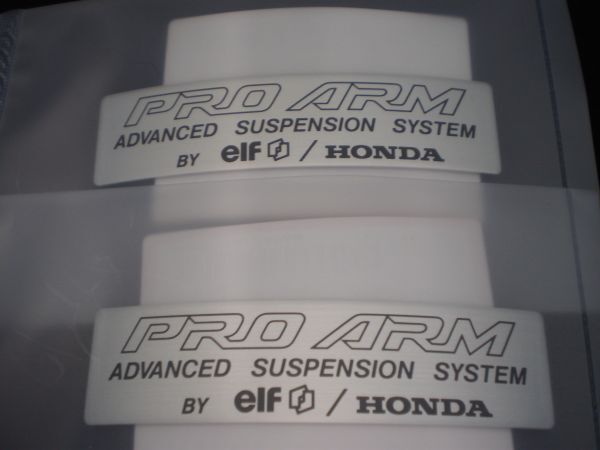 PRO ARM
ADVANCED SUSPENSION SYSTEM
BY elf / HONDA
PRO ARM
ADVANCED SUSPENSION SYSTEM
BY elf / HONDA